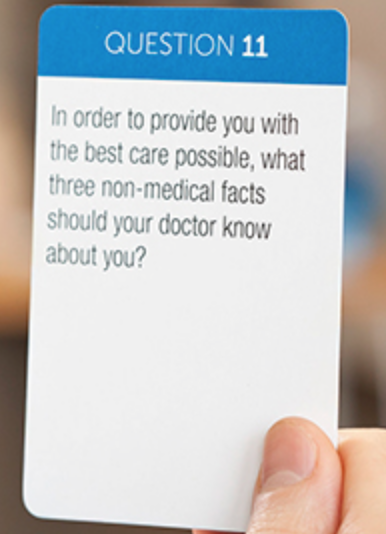 QUESTION 11
In order to provide you with
the best care possible, what
three non-medical facts
should your doctor know
about you?